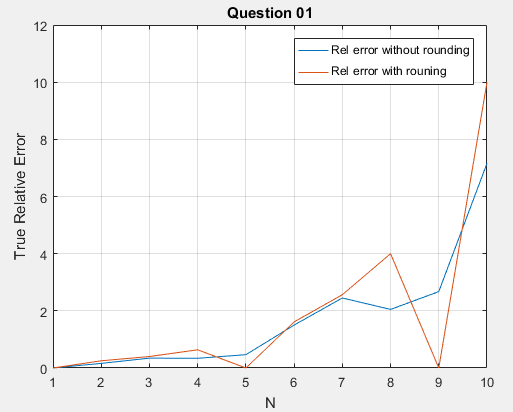 Question 01
12
10
8
6
4
2
0
True Relative Error
Rel error without rounding
Rel error with rouning
1 2 3 4 5 6 7 8 9 10
N